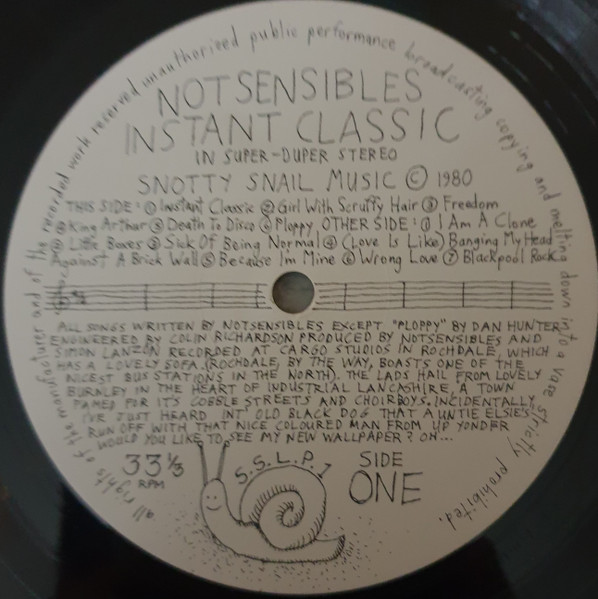 all rights of the manufacturer and of the recorded work reserved unauthorized public performance broadcasting copying and melting down into a vase strictly prohibited.
NOTSENSIBLES
INSTANT CLASSIC
IN SUPER-DUPER STEREO
SNOTTY SNAIL MUSIC © 1980
THIS SIDE: ① Instant Classic ② Girl With Scruffy Hair ③ Freedom
④ King Arthur ⑤ Death To Disco ⑥ Ploppy, OTHER SIDE: ① I Am A Clone
② Little Boxes ③ Sick Of Being Normal ④ (Love Is Like) Banging My Head
Against A Brick Wall ⑤ Because I'm Mine ⑥ Wrong Love ⑦ Blackpool Rock
ALL SONGS WRITTEN BY NOTSENSIBLES EXCEPT "PLOPPY" BY DAN HUNTER
ENGINEERED BY COLIN RICHARDSON PRODUCED BY NOTSENSIBLES AND
SIMON LANZON RECORDED AT CARGO STUDIOS IN ROCHDALE, WHICH
HAS A LOVELY SOFA. (ROCHDALE, BY THE WAY, BOASTS ONE OF THE
NICEST BUS STATIONS IN THE NORTH) THE LADS HAIL FROM LOVELY
BURNLEY IN THE HEART OF INDUSTRIAL LANCASHIRE, A TOWN
FAMED FOR IT'S COBBLE STREETS AND CHOIRBOYS. INCIDENTALLY
I'VE JUST HEARD INT' OLD BLACK DOG THAT AUNTIE ELSIE'S
RUN OFF WITH THAT NICE COLOURED MAN FROM UP YONDER
WOULD YOU LIKE TO SEE MY NEW WALLPAPER? OH...
33⅓
RPM
S.S.L.P. 1
SIDE
ONE